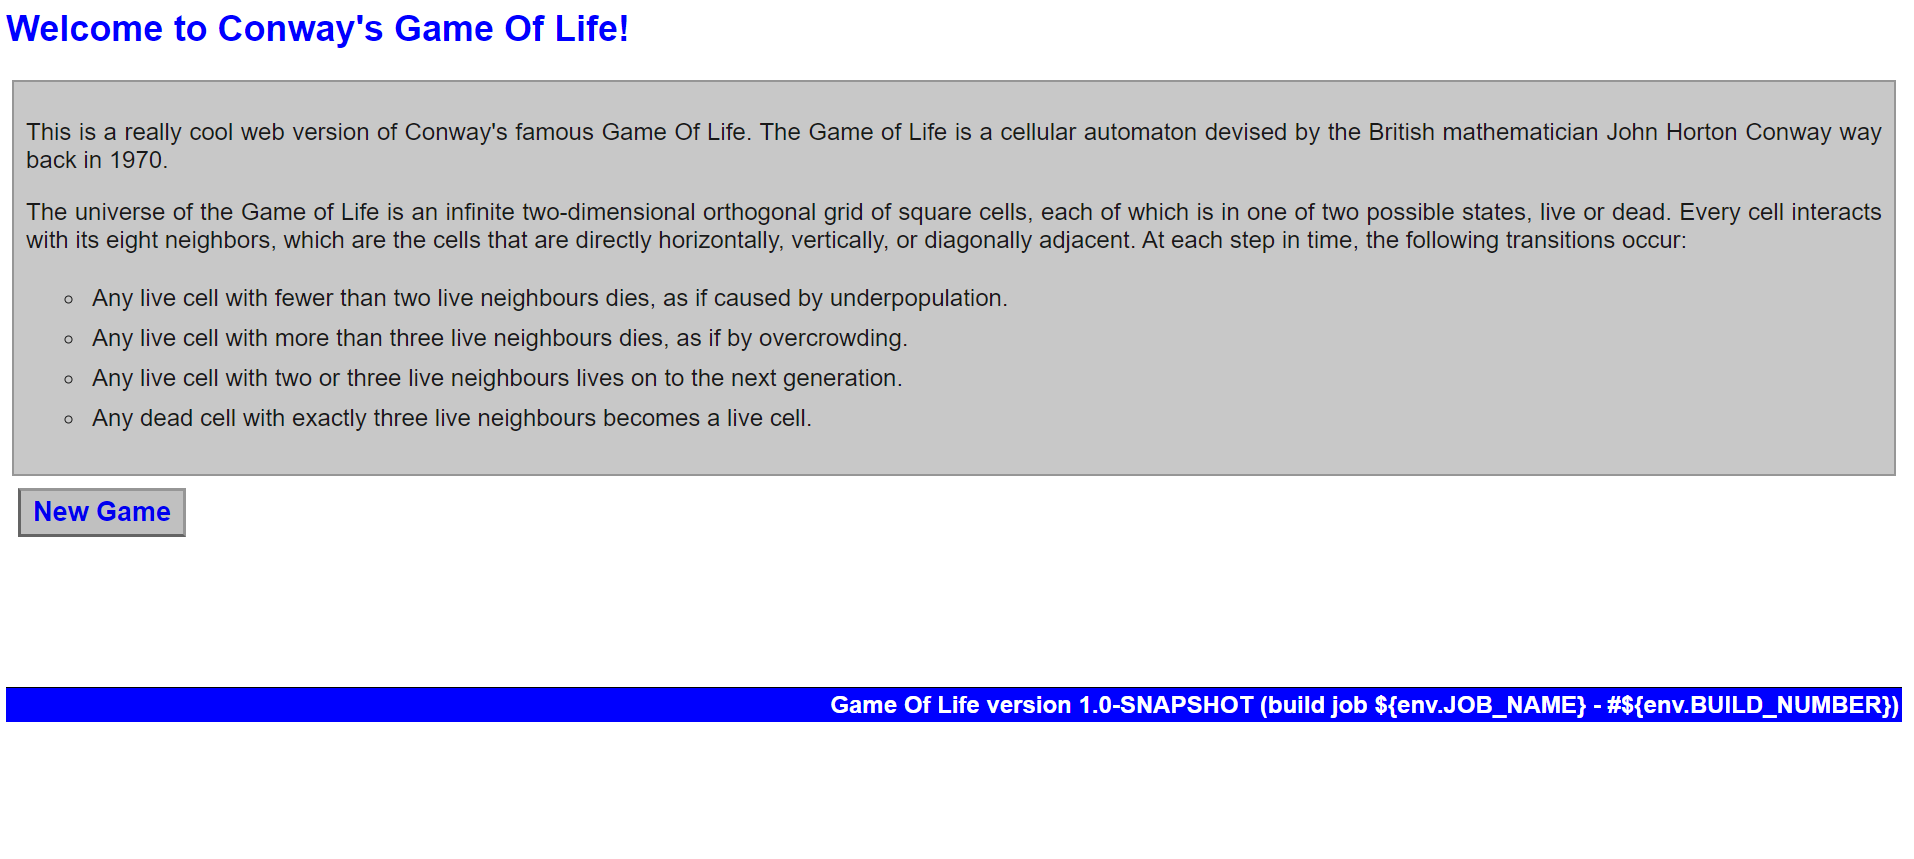 Welcome to Conway's Game Of Life!
This is a really cool web version of Conway's famous Game Of Life. The Game of Life is a cellular automaton devised by the British mathematician John Horton Conway way
back in 1970.
The universe of the Game of Life is an infinite two-dimensional orthogonal grid of square cells, each of which is in one of two possible states, live or dead. Every cell interacts
with its eight neighbors, which are the cells that are directly horizontally, vertically, or diagonally adjacent. At each step in time, the following transitions occur:
Any live cell with fewer than two live neighbours dies, as if caused by underpopulation.
Any live cell with more than three live neighbours dies, as if by overcrowding.
Any live cell with two or three live neighbours lives on to the next generation.
Any dead cell with exactly three live neighbours becomes a live cell.
New Game
Game Of Life version 1.0-SNAPSHOT (build job ${env.JOB_NAME} - #${env.BUILD_NUMBER})